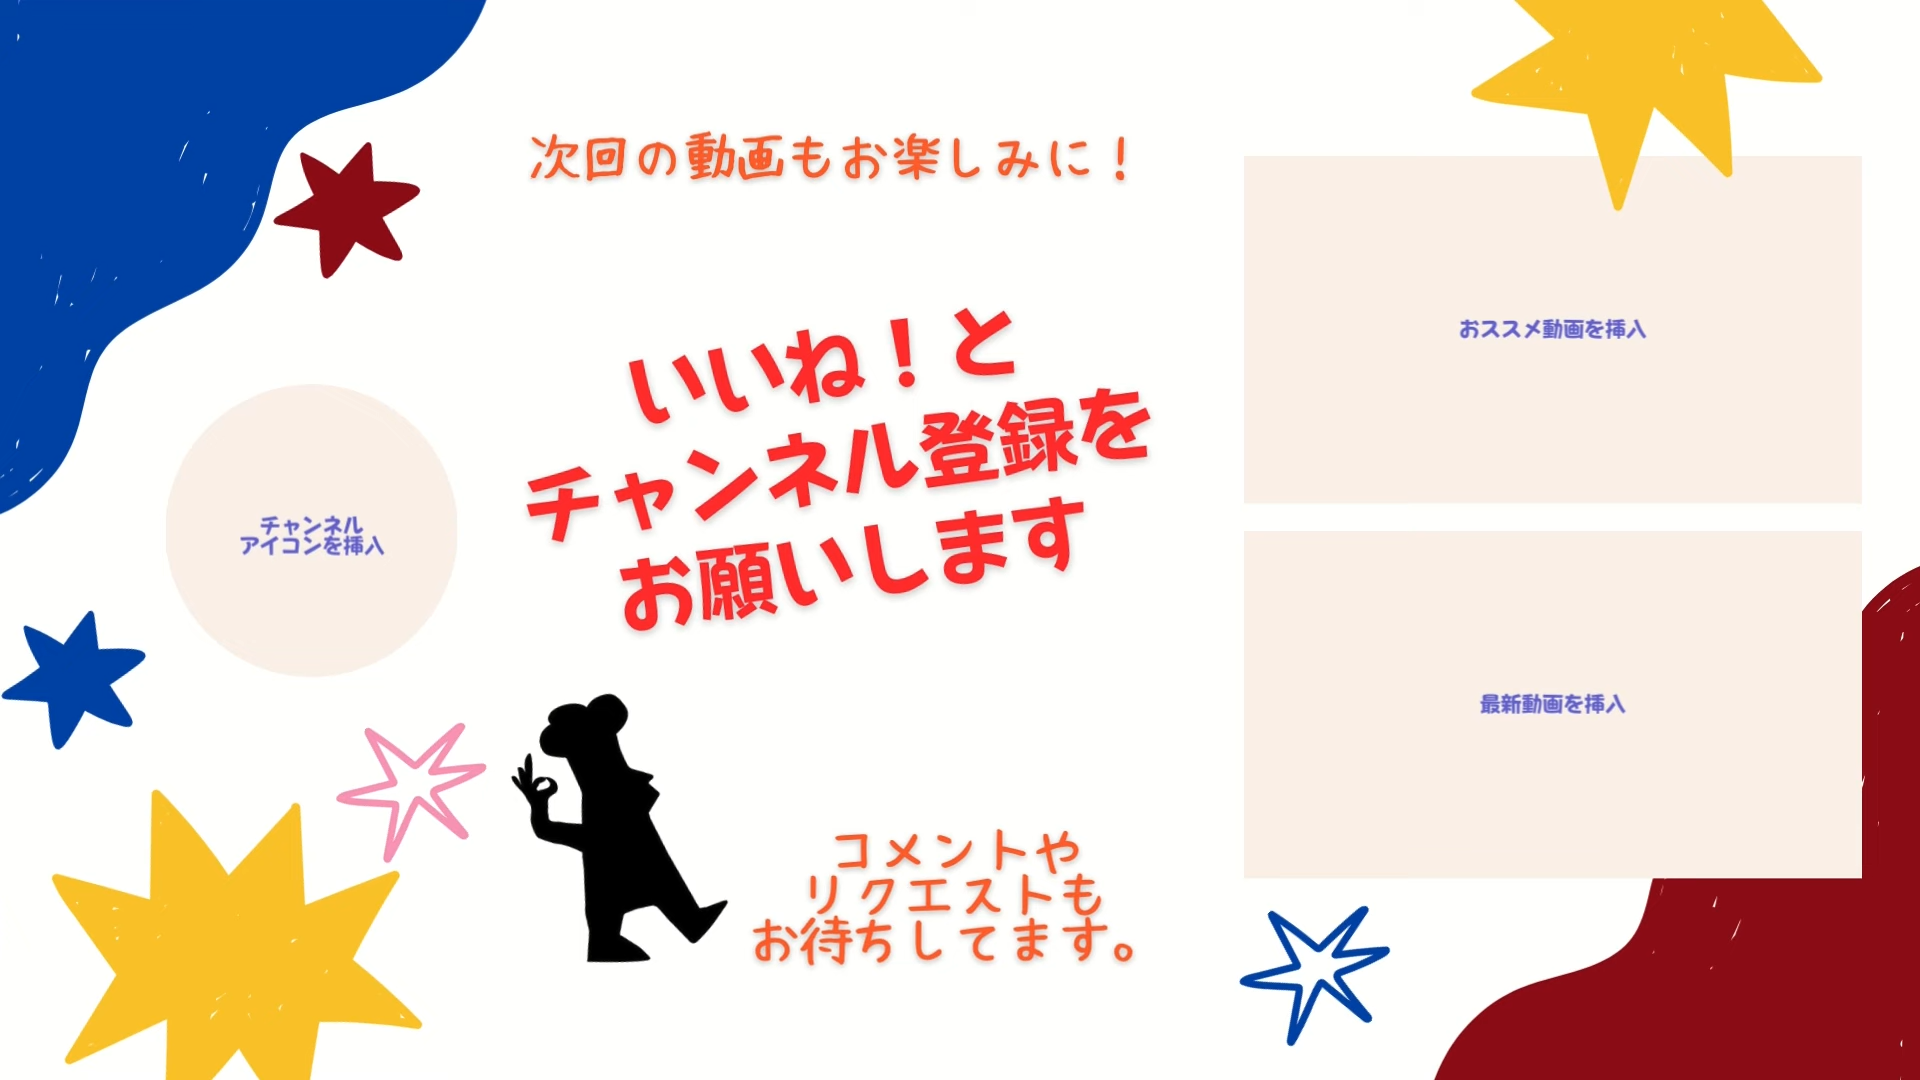 次回の動画もお楽しみに！
いいね！と
チャンネル登録を
お願いします
チャンネル
アイコンを挿入
おススメ動画を挿入
最新動画を挿入
コメントや
リクエストも
お待ちしてます。